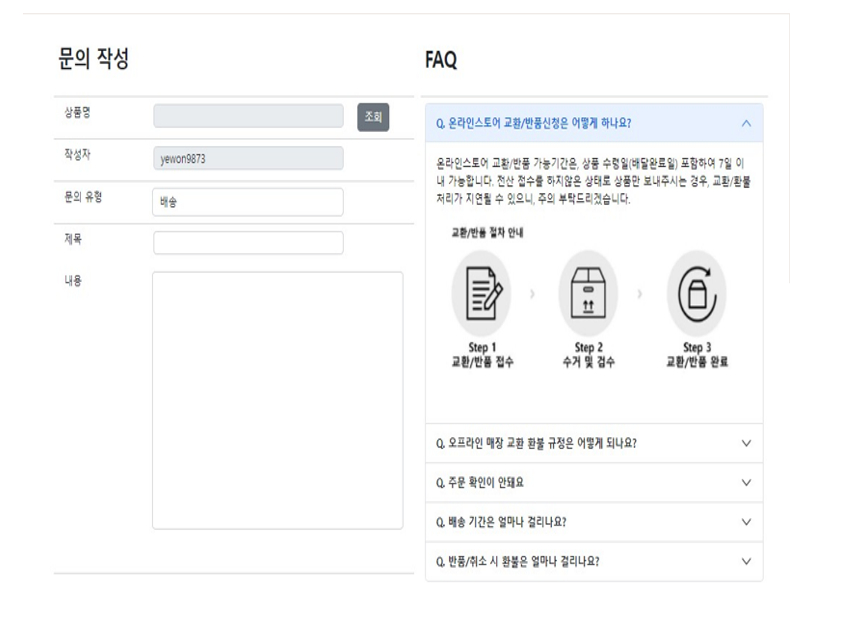 문의 작성
상품명
조회
작성자
yewon9873
문의 유형
배송
제목
내용
FAQ
Q. 온라인스토어 교환/반품신청은 어떻게 하나요?
온라인스토어 교환/반품 가능기간은, 상품 수령일(배달완료일) 포함하여 7일 이
내 가능합니다. 전산 접수를 하지않은 상태로 상품만 보내주시는 경우, 교환/환불
처리가 지연될 수 있으니, 주의 부탁드리겠습니다.
교환/반품 절차 안내
Step 1
교환/반품 접수
Step 2
수거 및 검수
Step 3
교환/반품 완료
Q. 오프라인 매장 교환 환불 규정은 어떻게 되나요?
Q. 주문 확인이 안돼요
Q. 배송 기간은 얼마나 걸리나요?
Q. 반품/취소 시 환불은 얼마나 걸리나요?